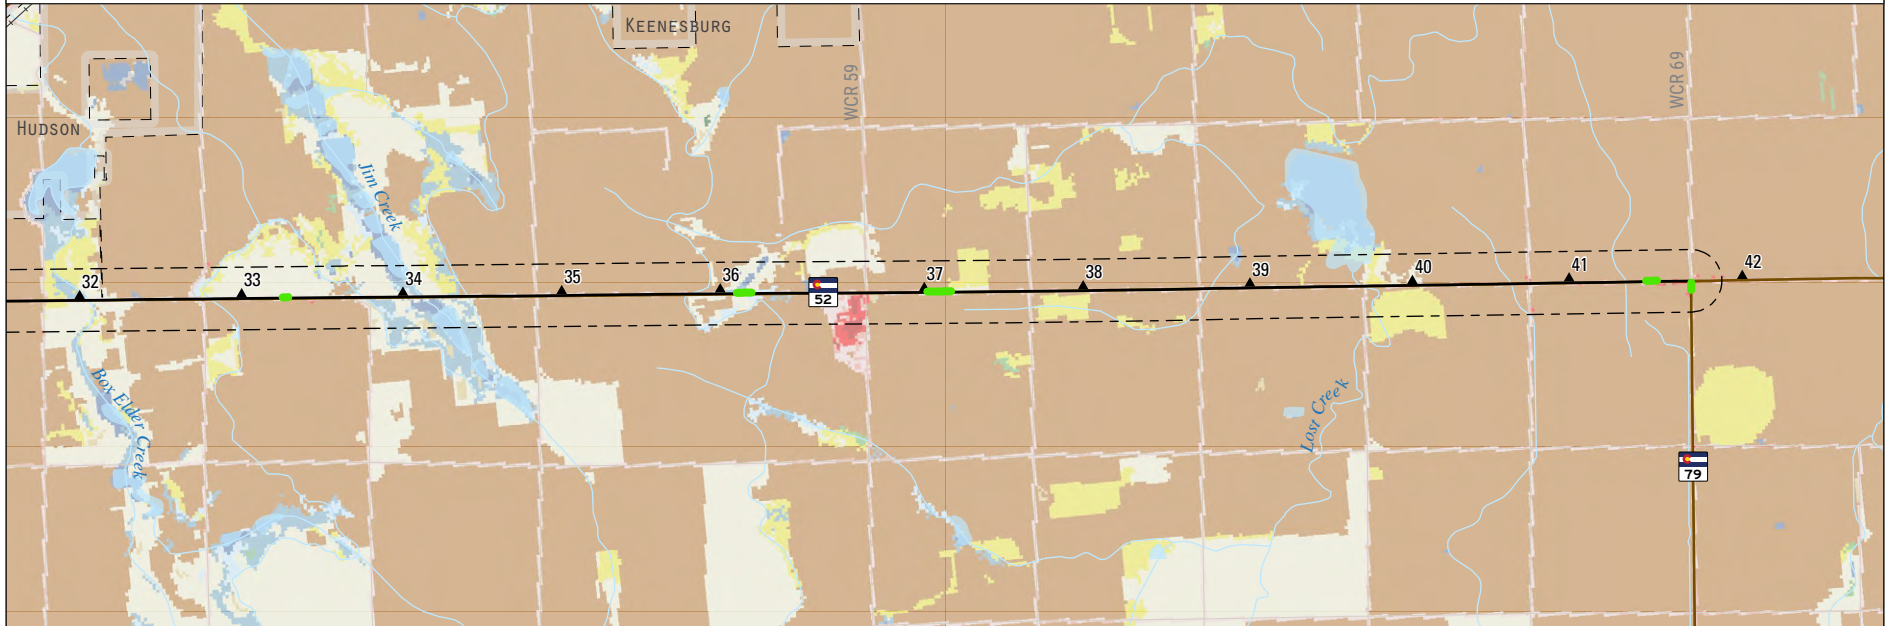 KEENESBURG
WCR 59
WCR 69
HUDSON
Jim Creek
32
33
34
35
36
37
38
39
40
41
42
52
Box Elder Creek
Lost Creek
79